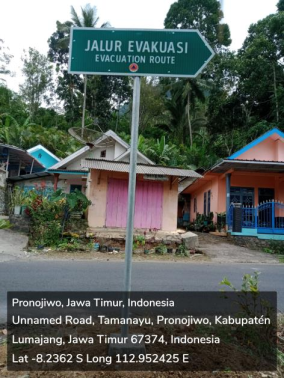 JALUR EVAKUASI
EVACUATION ROUTE
Pronojiwo, Jawa Timur, Indonesia
Unnamed Road, Tamanayu, Pronojiwo, Kabupatén
Lumajang, Jawa Timur 67374, Indonesia
Lat -8.2362 S Long 112.952425 E